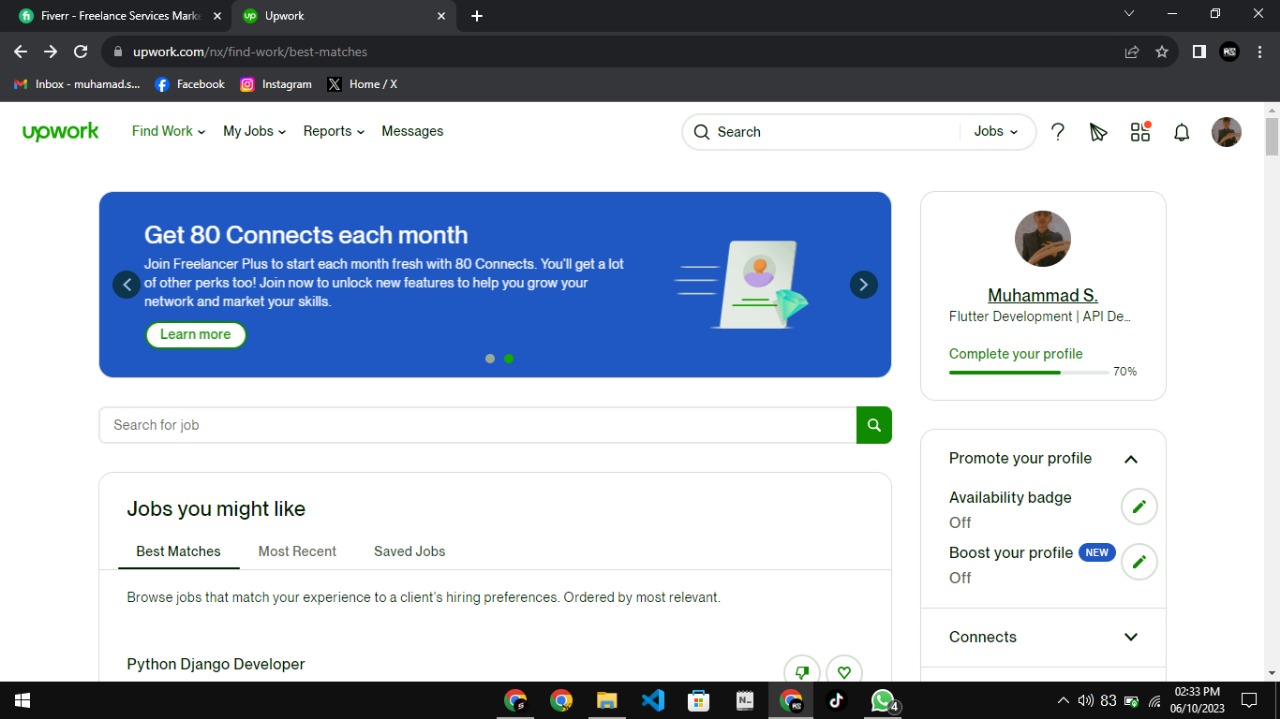 Fiverr - Freelance Services Marke
Upwork
upwork.com/nx/find-work/best-matches
Inbox - muhamad.s...
Facebook
Instagram
Home / X
upwork
Find Work
My Jobs
Reports
Messages
Search
Jobs
Get 80 Connects each month
Join Freelancer Plus to start each month fresh with 80 Connects. You'll get a lot
of other perks too! Join now to unlock new features to help you grow your
network and market your skills.
Learn more
Muhammad S.
Flutter Development | API De...
Complete your profile
70%
Search for job
Promote your profile
Availability badge
Off
Boost your profile NEW
Off
Connects
Jobs you might like
Best Matches
Most Recent
Saved Jobs
Browse jobs that match your experience to a client's hiring preferences. Ordered by most relevant.
Python Django Developer
4
83
02:33 PM
06/10/2023